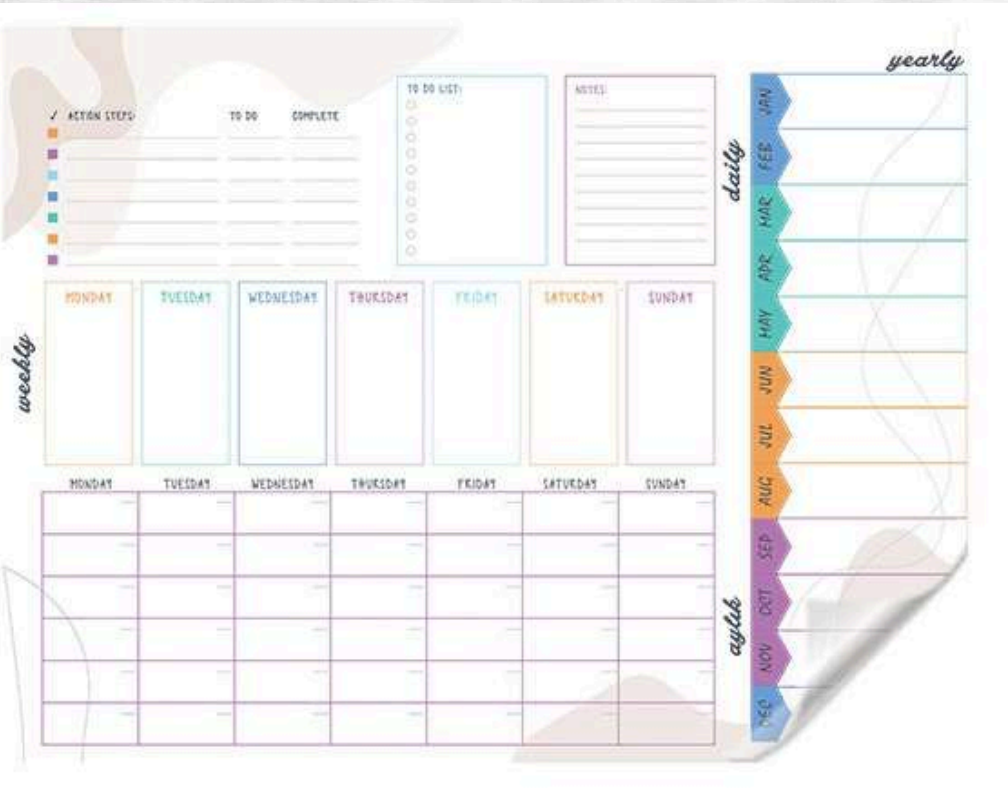 yearly
✓ ACTION STEPS: TO DO COMPLETE
TO DO LIST:
NOTES:
daily
weekly
MONDAY TUESDAY WEDNESDAY THURSDAY FRIDAY SATURDAY SUNDAY
MONDAY TUESDAY WEDNESDAY THURSDAY FRIDAY SATURDAY SUNDAY
aylık
JAN
FEB
MAR
APR
MAY
JUN
JUL
AUG
SEP
OCT
NOV
DEC